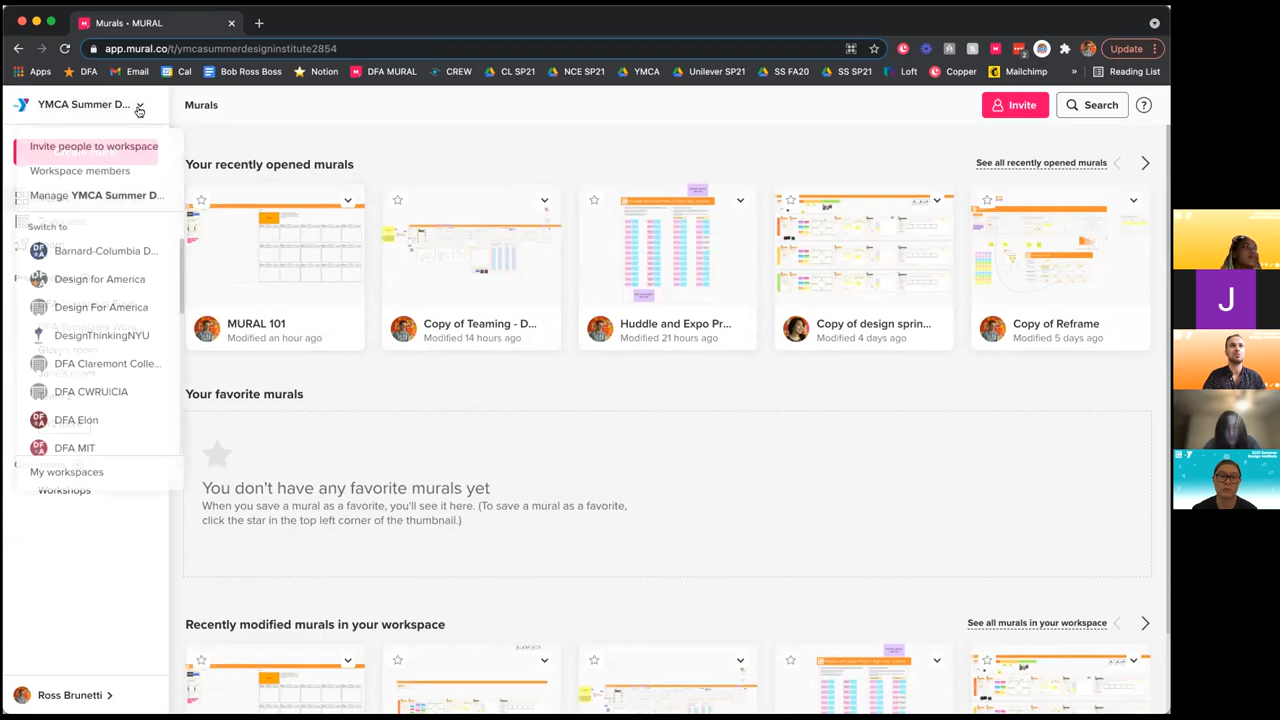 Murals • MURAL
app.mural.co/t/ymcasummerdesigninstitute2854
Update
Apps
DFA
Email
Cal
Bob Ross Boss
Notion
DFA MURAL
CREW
CL SP21
NCE SP21
YMCA
Unilever SP21
SS FA20
SS SP21
Loft
Copper
Mailchimp
»
Reading List
YMCA Summer D...
Murals
Invite
Search
Invite people to workspace
Workspace members
Manage YMCA Summer D...
Switch to
Barnard-Columbia D...
Design for America
Design For America
DesignThinkingNYU
DFA Claremont Colle...
DFA CWRU|CIA
DFA Elon
DFA MIT
My workspaces
Workshops
Ross Brunetti
Your recently opened murals
See all recently opened murals
MURAL 101
Modified an hour ago
Copy of Teaming - D...
Modified 14 hours ago
Huddle and Expo Pr...
Modified 21 hours ago
Copy of design sprin...
Modified 4 days ago
Copy of Reframe
Modified 5 days ago
Your favorite murals
You don't have any favorite murals yet
When you save a mural as a favorite, you'll see it here. (To save a mural as a favorite,
click the star in the top left corner of the thumbnail.)
Recently modified murals in your workspace
See all murals in your workspace
J
2021 Summer
Design Institute